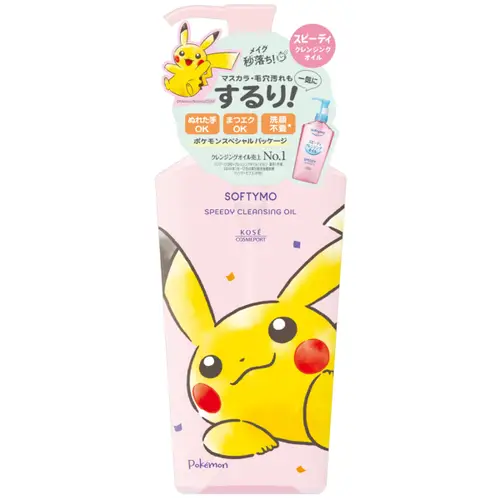 スピーディ
クレンジング
オイル
メイク
秒落ち!
マスカラ・毛穴汚れも
一気に
するり!
ぬれた手
OK
まつエク
OK
洗顔
不要*
ポケモンスペシャルパッケージ
クレンジングオイル売上 No.1
softymo
SOFTYMO
SPEEDY CLEANSING OIL
KOSÉ
COSMEPORT
Pokémon